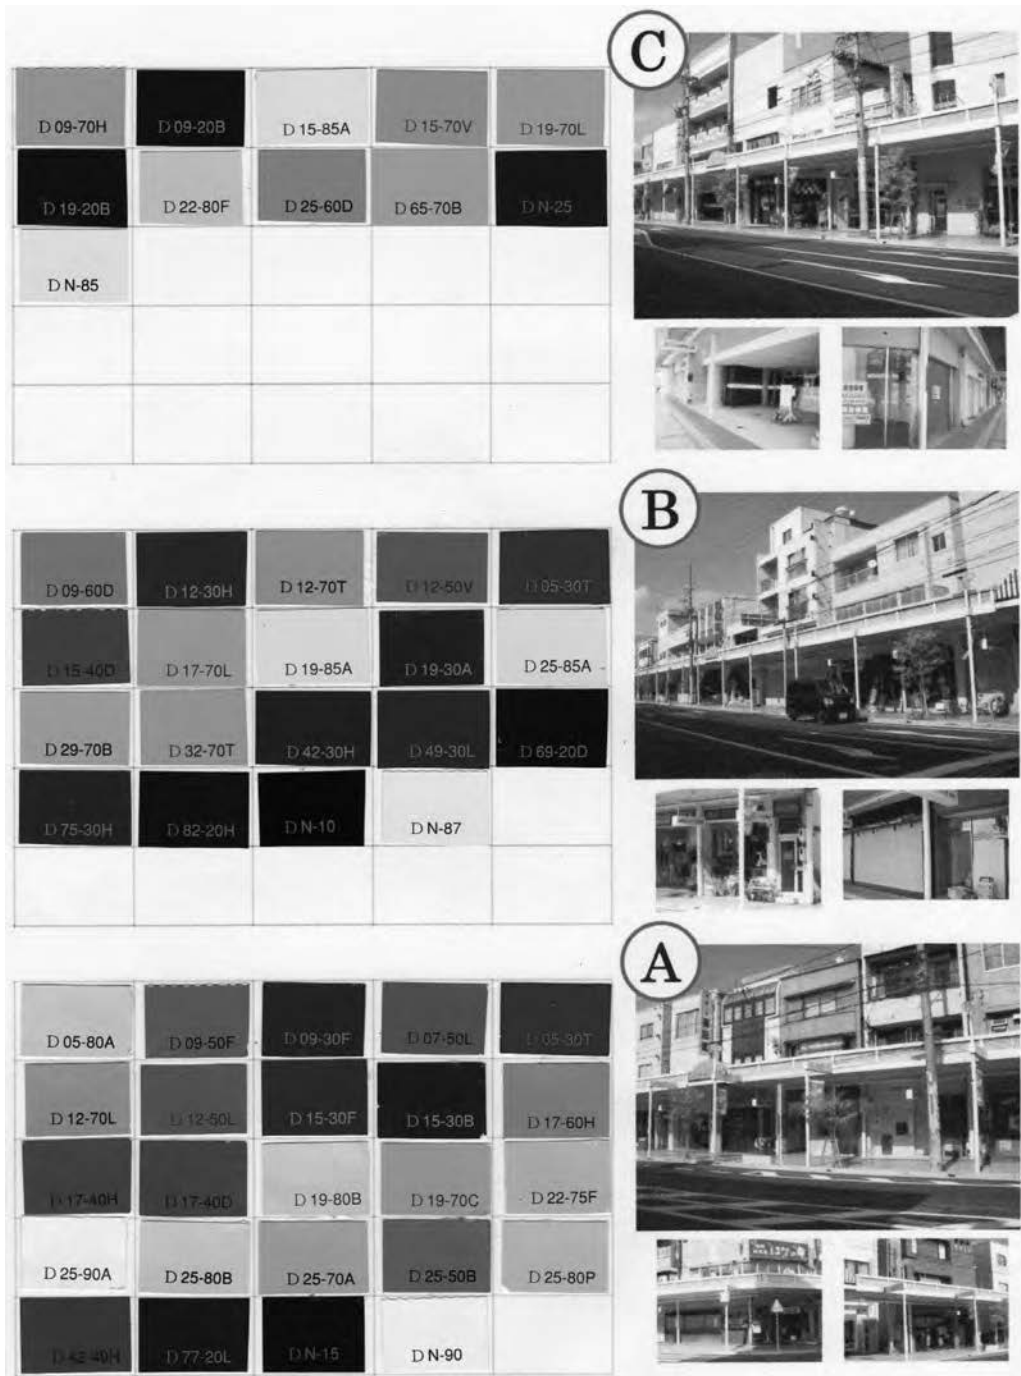 C
D 09-70H D 09-20B D 15-85A D 15-70V D 19-70L
D 19-20B D 22-80F D 25-60D D 65-70B D N-25
D N-85
B
D 09-60D D 12-30H D 12-70T D 12-50V D 05-30T
D 15-40D D 17-70L D 19-85A D 19-30A D 25-85A
D 29-70B D 32-70T D 42-30H D 49-30L D 69-20D
D 75-30H D 82-20H D N-10 D N-87
A
D 05-80A D 09-50F D 09-30F D 07-50L D 05-30T
D 12-70L D 12-50L D 15-30F D 15-30B D 17-60H
D 17-40H D 17-40D D 19-80B D 19-70C D 22-75F
D 25-90A D 25-80B D 25-70A D 25-50B D 25-80P
D 42-40H D 77-20L D N-15 D N-90